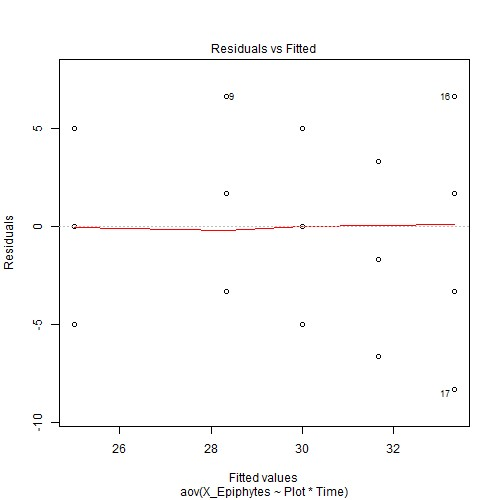 Residuals vs Fitted
9
16
17
5
0
-5
-10
Residuals
26
28
30
32
Fitted values
aov(X_Epiphytes ~ Plot * Time)